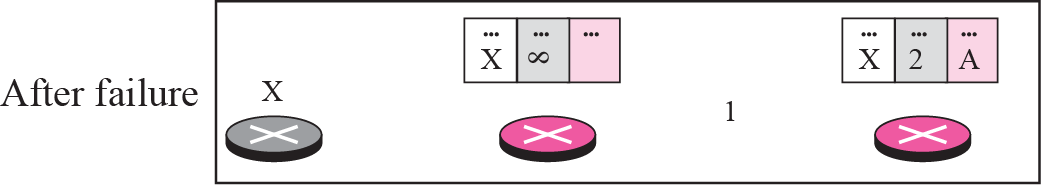 After failure
X
... ... ...
X ∞
1
... ... ...
X 2 A